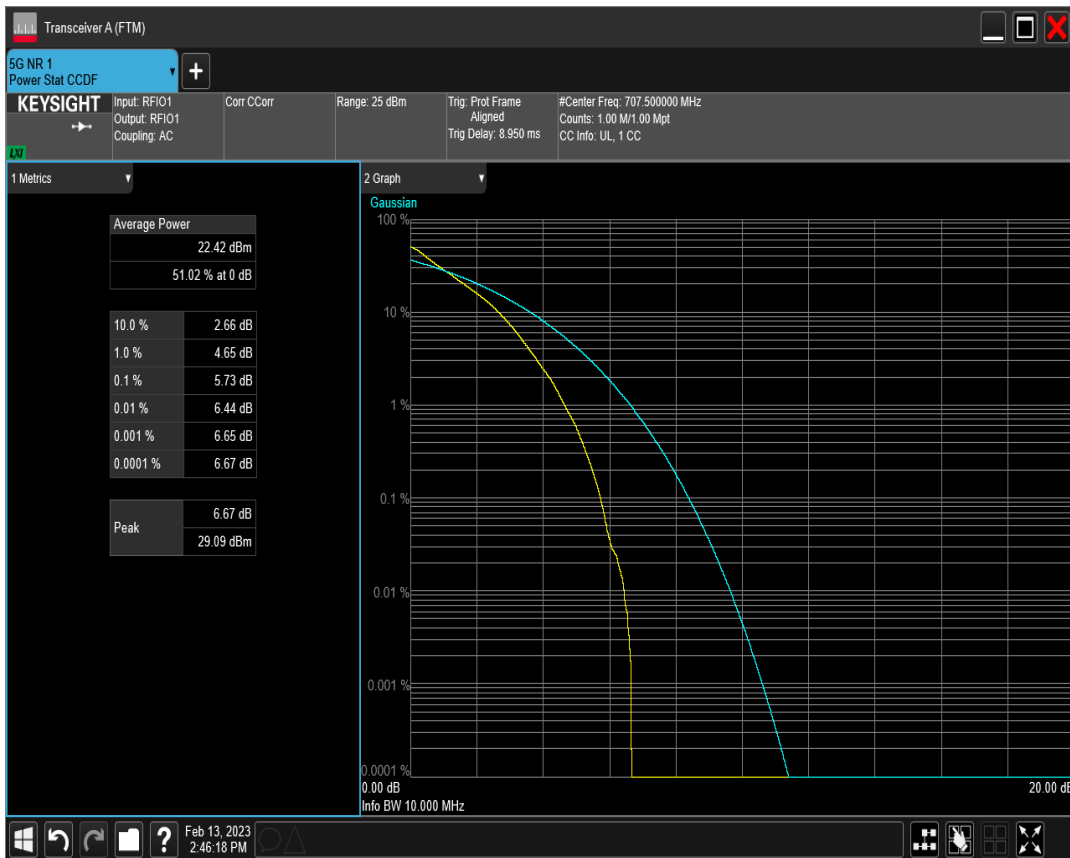 Transceiver A (FTM)
5G NR 1
Power Stat CCDF
+
KEYSIGHT
LXI
Input: RFIO1
Output: RFIO1
Coupling: AC
Corr CCorr
Range: 25 dBm
Trig: Prot Frame
Aligned
Trig Delay: 8.950 ms
#Center Freq: 707.500000 MHz
Counts: 1.00 M/1.00 Mpt
CC Info: UL, 1 CC
1 Metrics
Average Power
22.42 dBm
51.02 % at 0 dB
10.0 % 2.66 dB
1.0 % 4.65 dB
0.1 % 5.73 dB
0.01 % 6.44 dB
0.001 % 6.65 dB
0.0001 % 6.67 dB
Peak
6.67 dB
29.09 dBm
2 Graph
Gaussian
100 %
10 %
1 %
0.1 %
0.01 %
0.001 %
0.0001 %
0.00 dB 20.00 dB
Info BW 10.000 MHz
?
Feb 13, 2023
2:46:18 PM